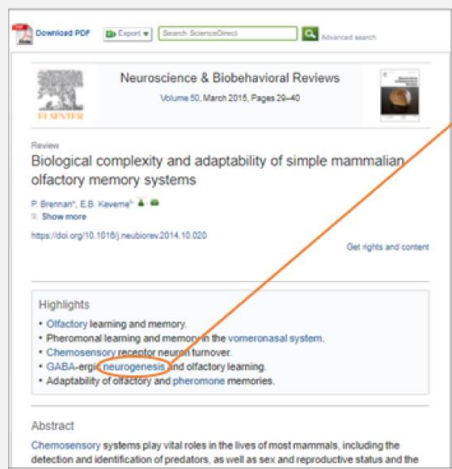 Download PDF
Export
Search ScienceDirect
Advanced search
ELSEVIER
Neuroscience & Biobehavioral Reviews
Volume 50, March 2015, Pages 29–40
Review
Biological complexity and adaptability of simple mammalian
olfactory memory systems
P. Brennan, E.B. Keverne
Show more
https://doi.org/10.1016/j.neubiorev.2014.10.020
Get rights and content
Highlights
• Olfactory learning and memory.
• Pheromonal learning and memory in the vomeronasal system.
• Chemosensory receptor neuron turnover.
• GABA-ergic neurogenesis and olfactory learning.
• Adaptability of olfactory and pheromone memories.
Abstract
Chemosensory systems play vital roles in the lives of most mammals, including the
detection and identification of predators, as well as sex and reproductive status and the